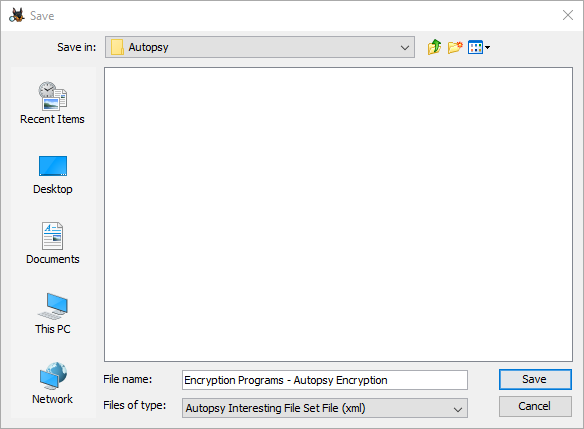 Save
Save in:
Autopsy
Recent Items
Desktop
Documents
This PC
Network
File name:
Encryption Programs - Autopsy Encryption
Save
Files of type:
Autopsy Interesting File Set File (xml)
Cancel